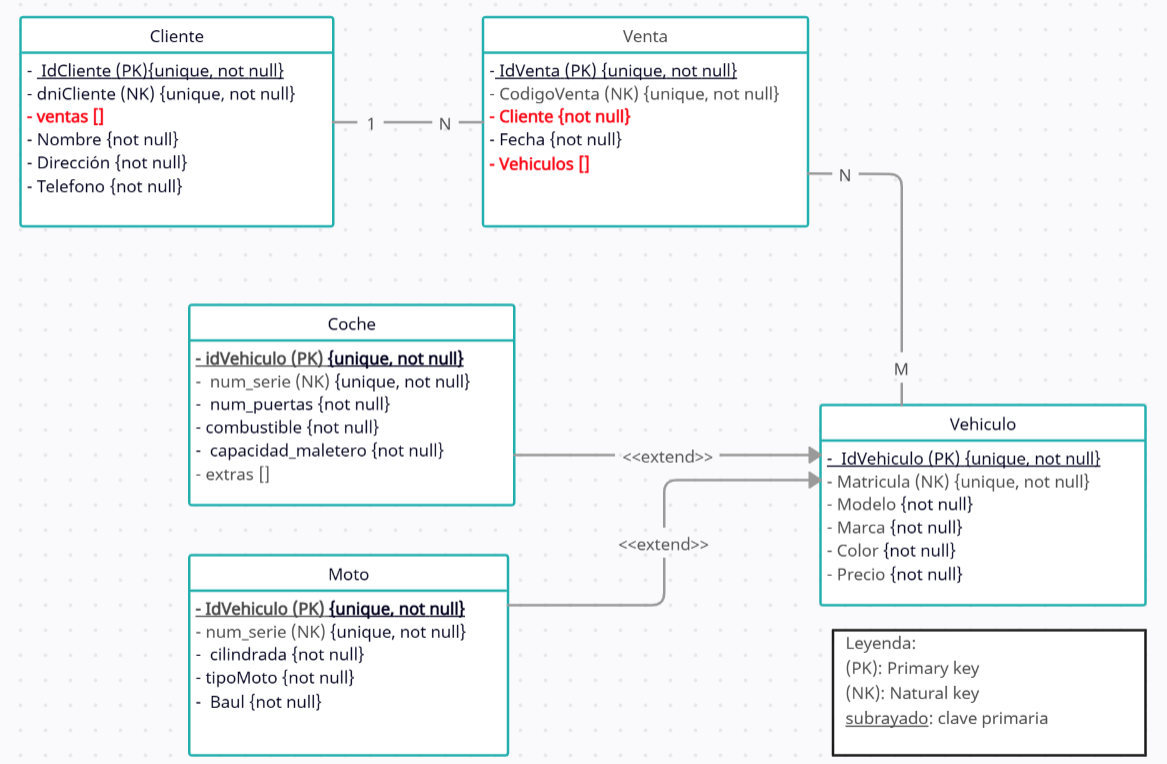 Cliente
- IdCliente (PK){unique, not null}
- dniCliente (NK) {unique, not null}
- ventas []
- Nombre {not null}
- Dirección {not null}
- Telefono {not null}
1
N
Venta
- IdVenta (PK) {unique, not null}
- CodigoVenta (NK) {unique, not null}
- Cliente {not null}
- Fecha {not null}
- Vehiculos []
N
M
Coche
- idVehiculo (PK) {unique, not null}
- num_serie (NK) {unique, not null}
- num_puertas {not null}
- combustible {not null}
- capacidad_maletero {not null}
- extras []
<<extend>>
<<extend>>
Moto
- IdVehiculo (PK) {unique, not null}
- num_serie (NK) {unique, not null}
- cilindrada {not null}
- tipoMoto {not null}
- Baul {not null}
Vehiculo
- IdVehiculo (PK) {unique, not null}
- Matricula (NK) {unique, not null}
- Modelo {not null}
- Marca {not null}
- Color {not null}
- Precio {not null}
Leyenda:
(PK): Primary key
(NK): Natural key
subrayado: clave primaria